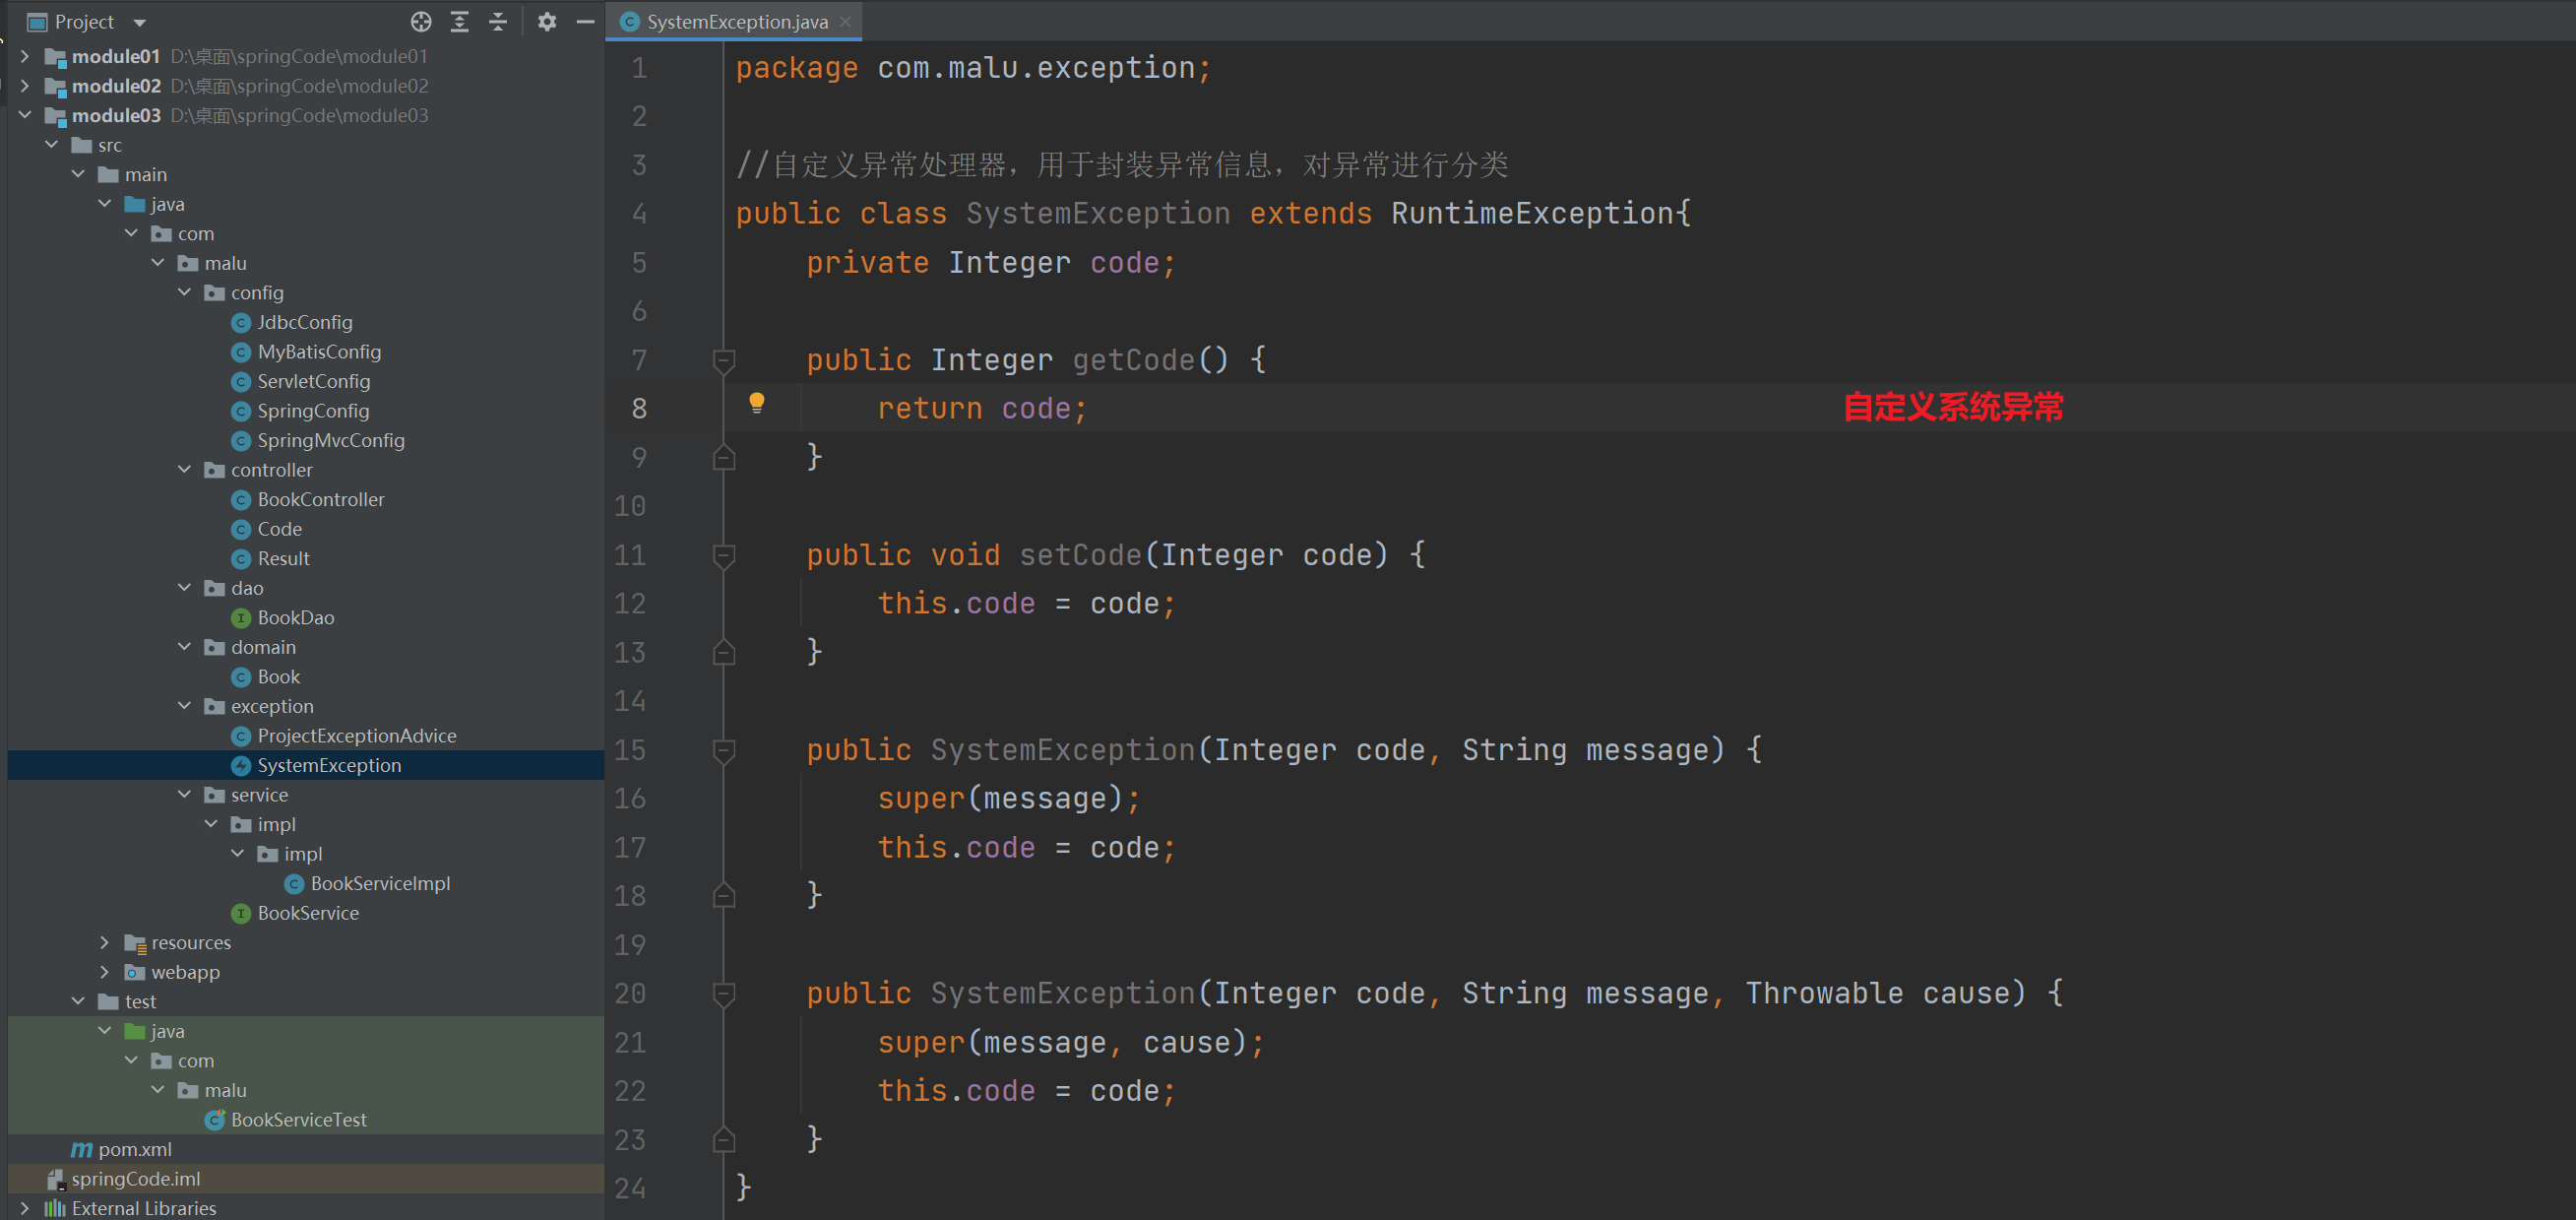 Project
module01 D:\桌面\springCode\module01
module02 D:\桌面\springCode\module02
module03 D:\桌面\springCode\module03
src
main
java
com
malu
config
JdbcConfig
MyBatisConfig
ServletConfig
SpringConfig
SpringMvcConfig
controller
BookController
Code
Result
dao
BookDao
domain
Book
exception
ProjectExceptionAdvice
SystemException
service
impl
impl
BookServiceImpl
BookService
resources
webapp
test
java
com
malu
BookServiceTest
pom.xml
springCode.iml
External Libraries
SystemException.java
1 package com.malu.exception;
2
3 //自定义异常处理器，用于封装异常信息，对异常进行分类
4 public class SystemException extends RuntimeException{
5     private Integer code;
6
7     public Integer getCode() {
8         return code;
自定义系统异常
9     }
10
11     public void setCode(Integer code) {
12         this.code = code;
13     }
14
15     public SystemException(Integer code, String message) {
16         super(message);
17         this.code = code;
18     }
19
20     public SystemException(Integer code, String message, Throwable cause) {
21         super(message, cause);
22         this.code = code;
23     }
24 }